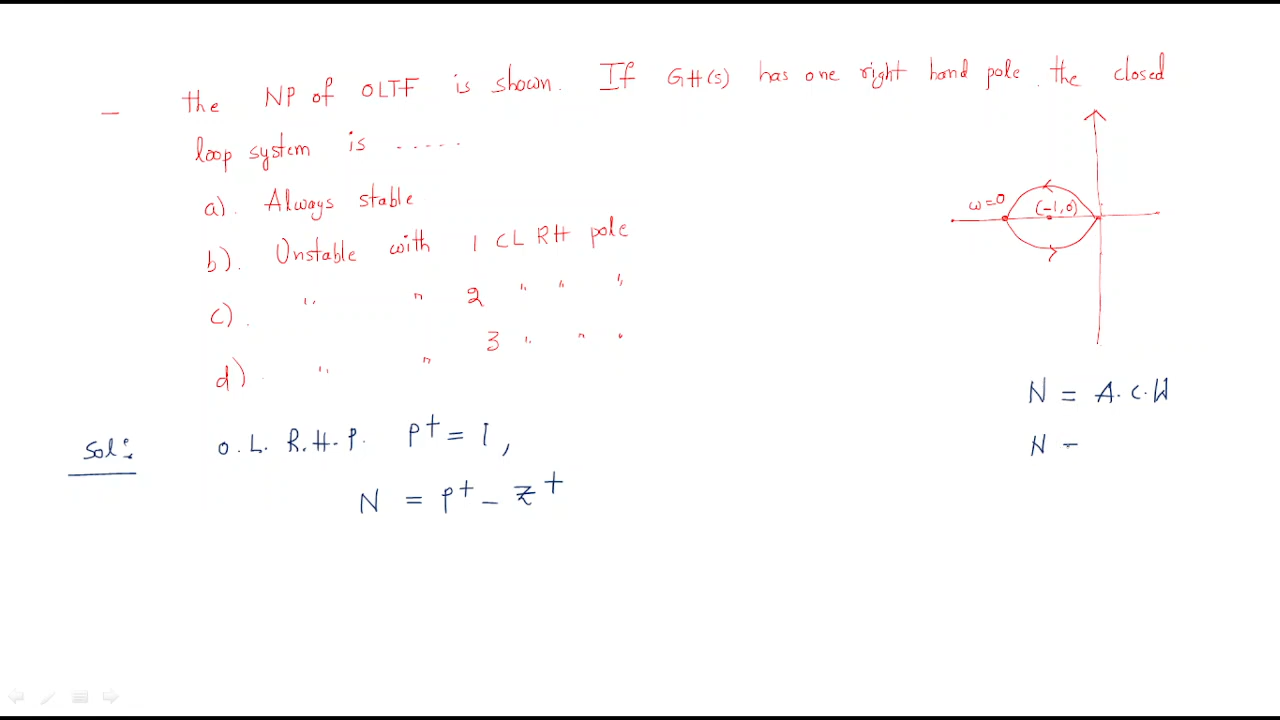 — the NP of OLTF is shown. If GH(s) has one right hand pole. the closed
loop system is .....
a). Always stable
b). Unstable with 1 CL RH pole
c). " " 2 " " "
d) " " 3 " " "
ω=0
(-1,0)
N = A.C.W
N -
Sol: O.L. R.H.P. P+ = 1,
N = P+ - Z+